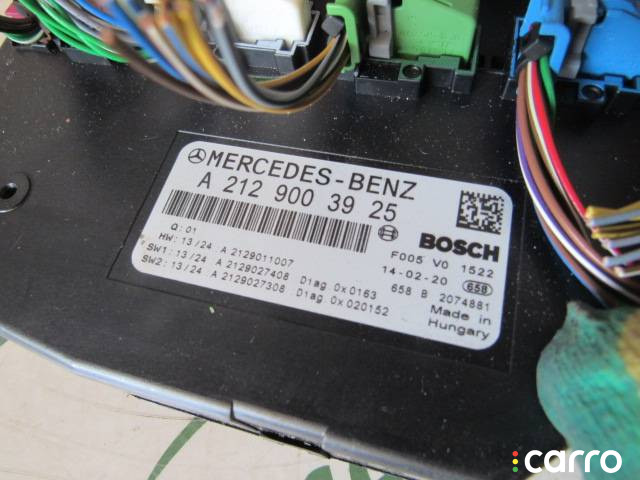 MERCEDES-BENZ
A 212 900 39 25
Q:01
HW:13/24 A 2129011007
SW1:13/24 A 2129027408 Diag 0x0163
SW2:13/24 A 2129027308 Diag 0x020152
BOSCH
F005 V0 1522
14-02-20 658
658 B 2074881
Made in
Hungary
carro